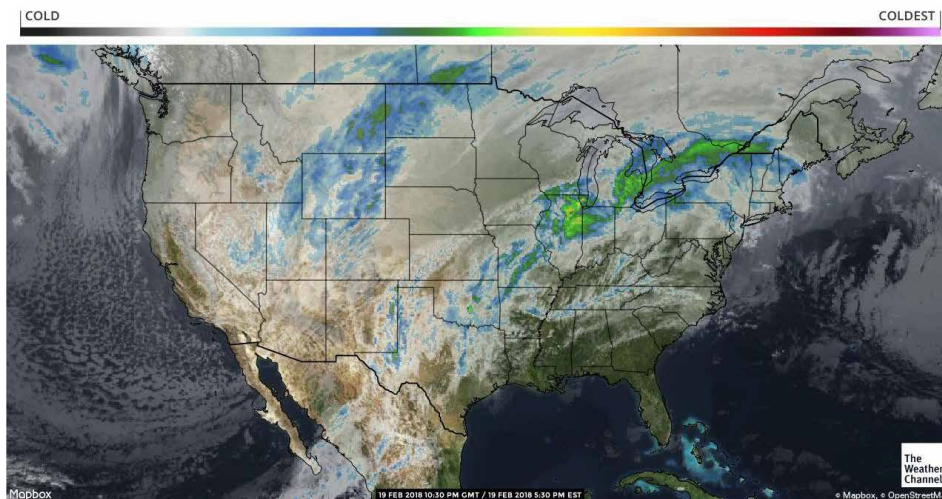 COLD
COLDEST
The
Weather
Channel
Mapbox
19 FEB 2018 10:30 PM GMT / 19 FEB 2018 5:30 PM EST
© Mapbox, © OpenStreetM